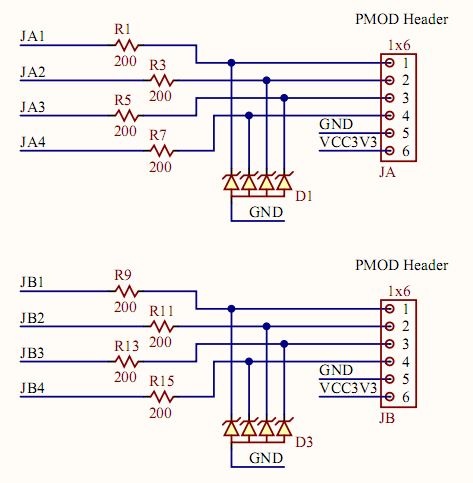 PMOD Header
JA1 R1 1x6
200 1
JA2 R3 2
200
JA3 R5 3
200 4
JA4 R7 GND 5
200 VCC3V3 6
JA
D1
GND
PMOD Header
JB1 R9 1x6
200 1
JB2 R11 2
200
JB3 R13 3
200 4
JB4 R15 GND 5
200 VCC3V3 6
JB
D3
GND